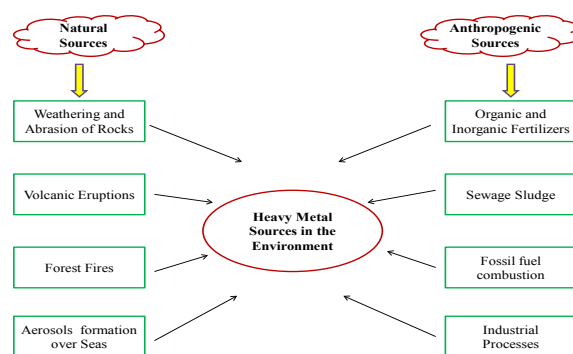 Natural
Sources
Anthropogenic
Sources
Weathering and
Abrasion of Rocks
Organic and
Inorganic Fertilizers
Volcanic Eruptions
Sewage Sludge
Heavy Metal
Sources in the
Environment
Forest Fires
Fossil fuel
combustion
Aerosols formation
over Seas
Industrial
Processes